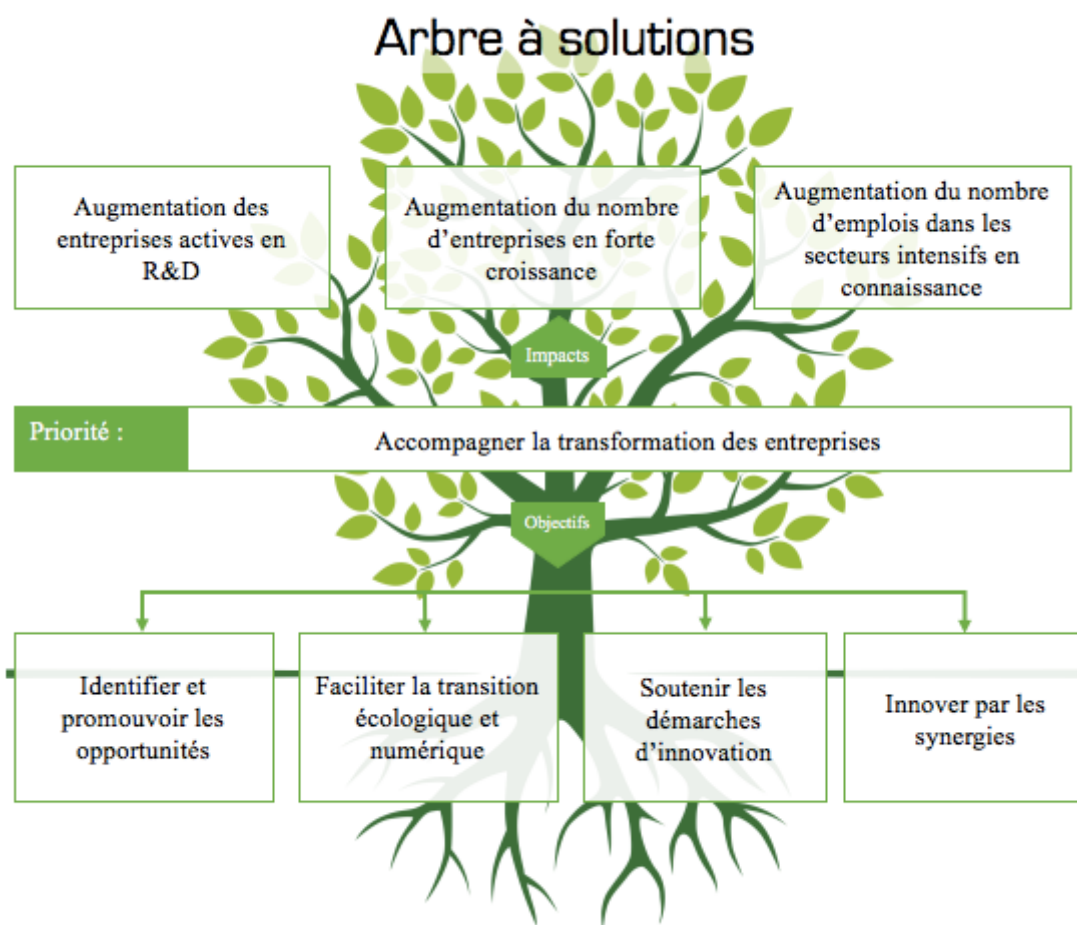 Arbre à solutions
Augmentation des
entreprises actives en
R&D
Augmentation du nombre
d’entreprises en forte
croissance
Augmentation du nombre
d’emplois dans les
secteurs intensifs en
connaissance
Impacts
Priorité :
Accompagner la transformation des entreprises
Objectifs
Identifier et
promouvoir les
opportunités
Faciliter la transition
écologique et
numérique
Soutenir les
démarches
d’innovation
Innover par les
synergies